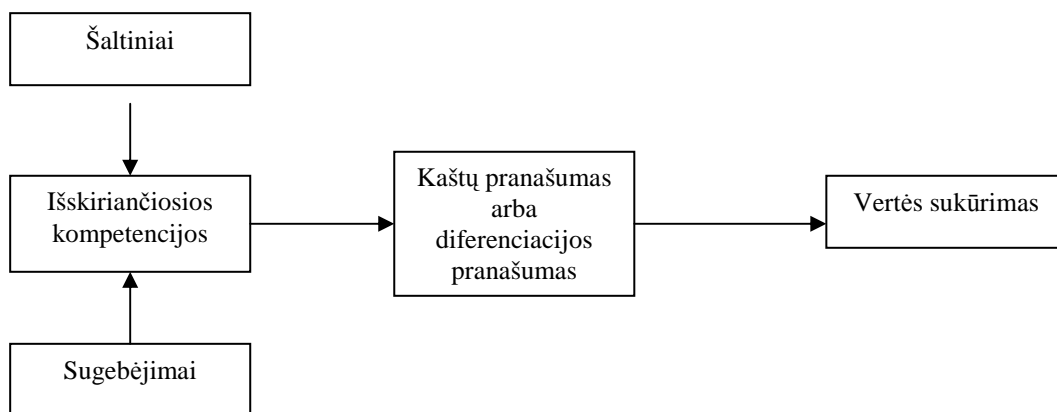 Šaltiniai
Išskiriančiosios
kompetencijos
Kaštų pranašumas
arba
diferenciacijos
pranašumas
Vertės sukūrimas
Sugebėjimai